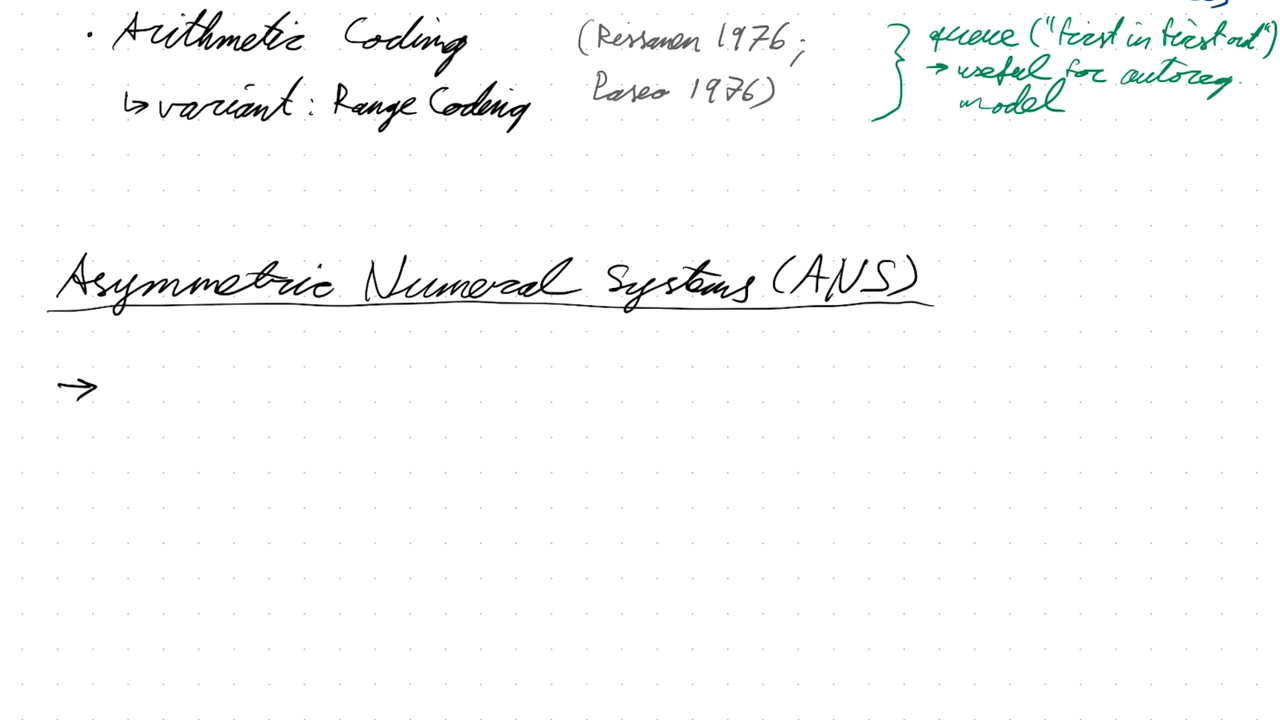 · Arithmetic Coding (Rissanen 1976;
Pasco 1976)
↳ variant: Range Coding
} queue ("first in first out")
→ useful for autoreg.
model
Asymmetric Numeral Systems (ANS)
→